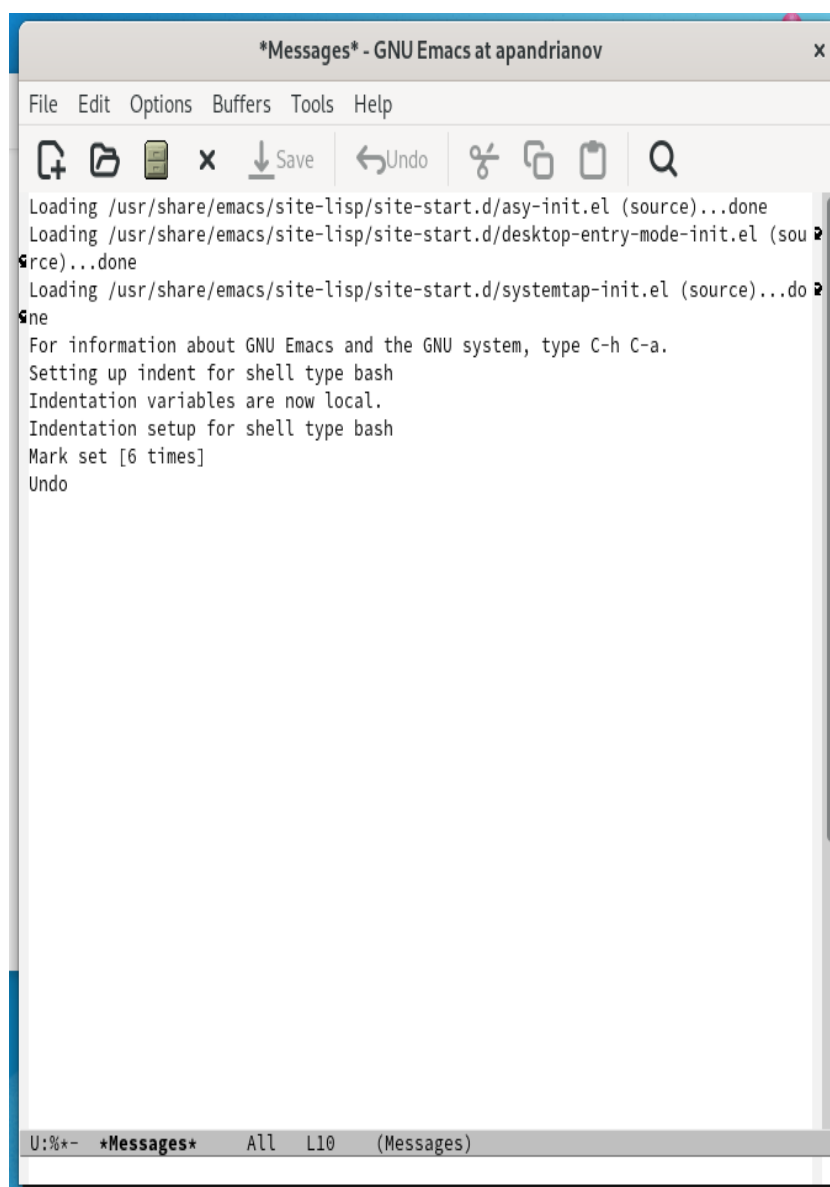 *Messages* - GNU Emacs at apandrianov
File Edit Options Buffers Tools Help
Save Undo
Loading /usr/share/emacs/site-lisp/site-start.d/asy-init.el (source)...done
Loading /usr/share/emacs/site-lisp/site-start.d/desktop-entry-mode-init.el (sou
rce)...done
Loading /usr/share/emacs/site-lisp/site-start.d/systemtap-init.el (source)...do
ne
For information about GNU Emacs and the GNU system, type C-h C-a.
Setting up indent for shell type bash
Indentation variables are now local.
Indentation setup for shell type bash
Mark set [6 times]
Undo
U:%*- *Messages* All L10 (Messages)